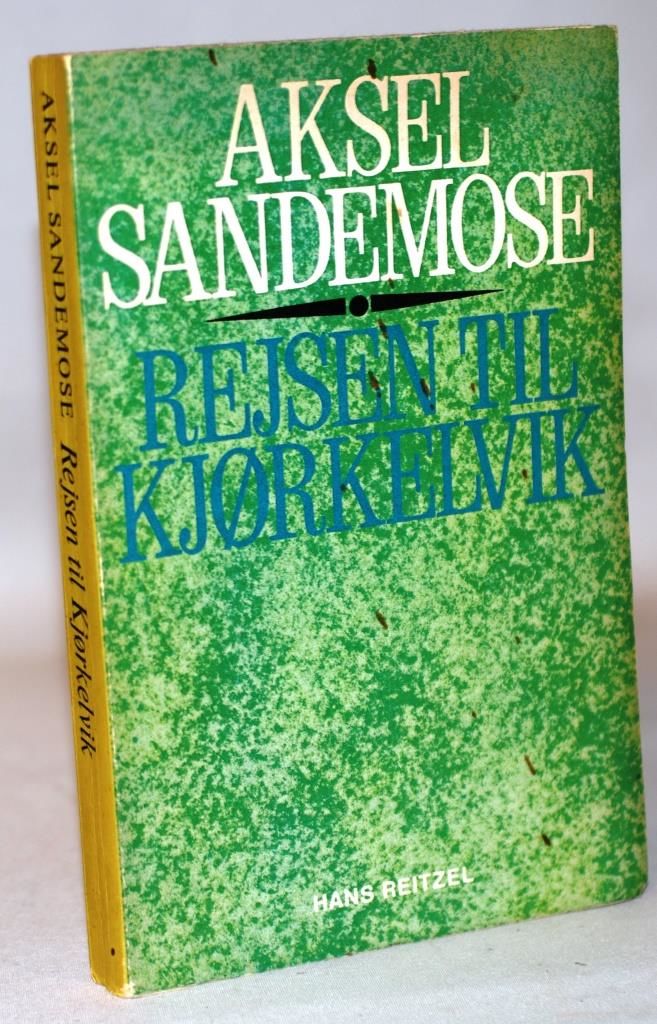 AKSEL SANDEMOSE Rejsen til Kjørkelvik
AKSEL
SANDEMOSE
REJSEN TIL
KJØRKELVIK
HANS REITZEL